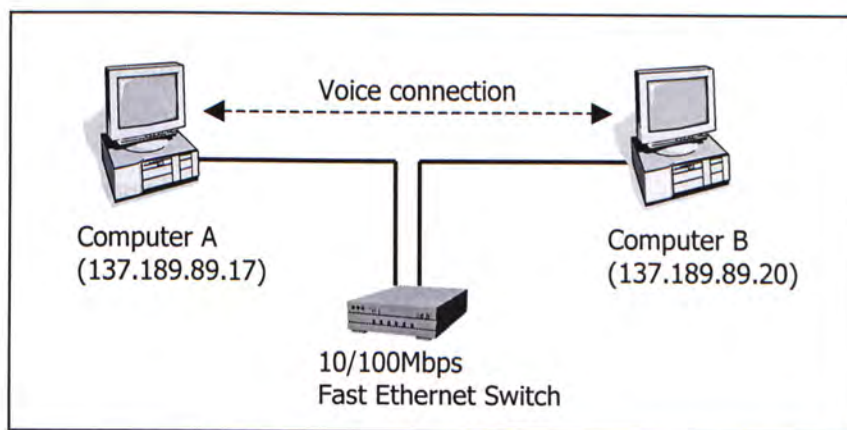 Voice connection
Computer A
(137.189.89.17)
Computer B
(137.189.89.20)
10/100Mbps
Fast Ethernet Switch